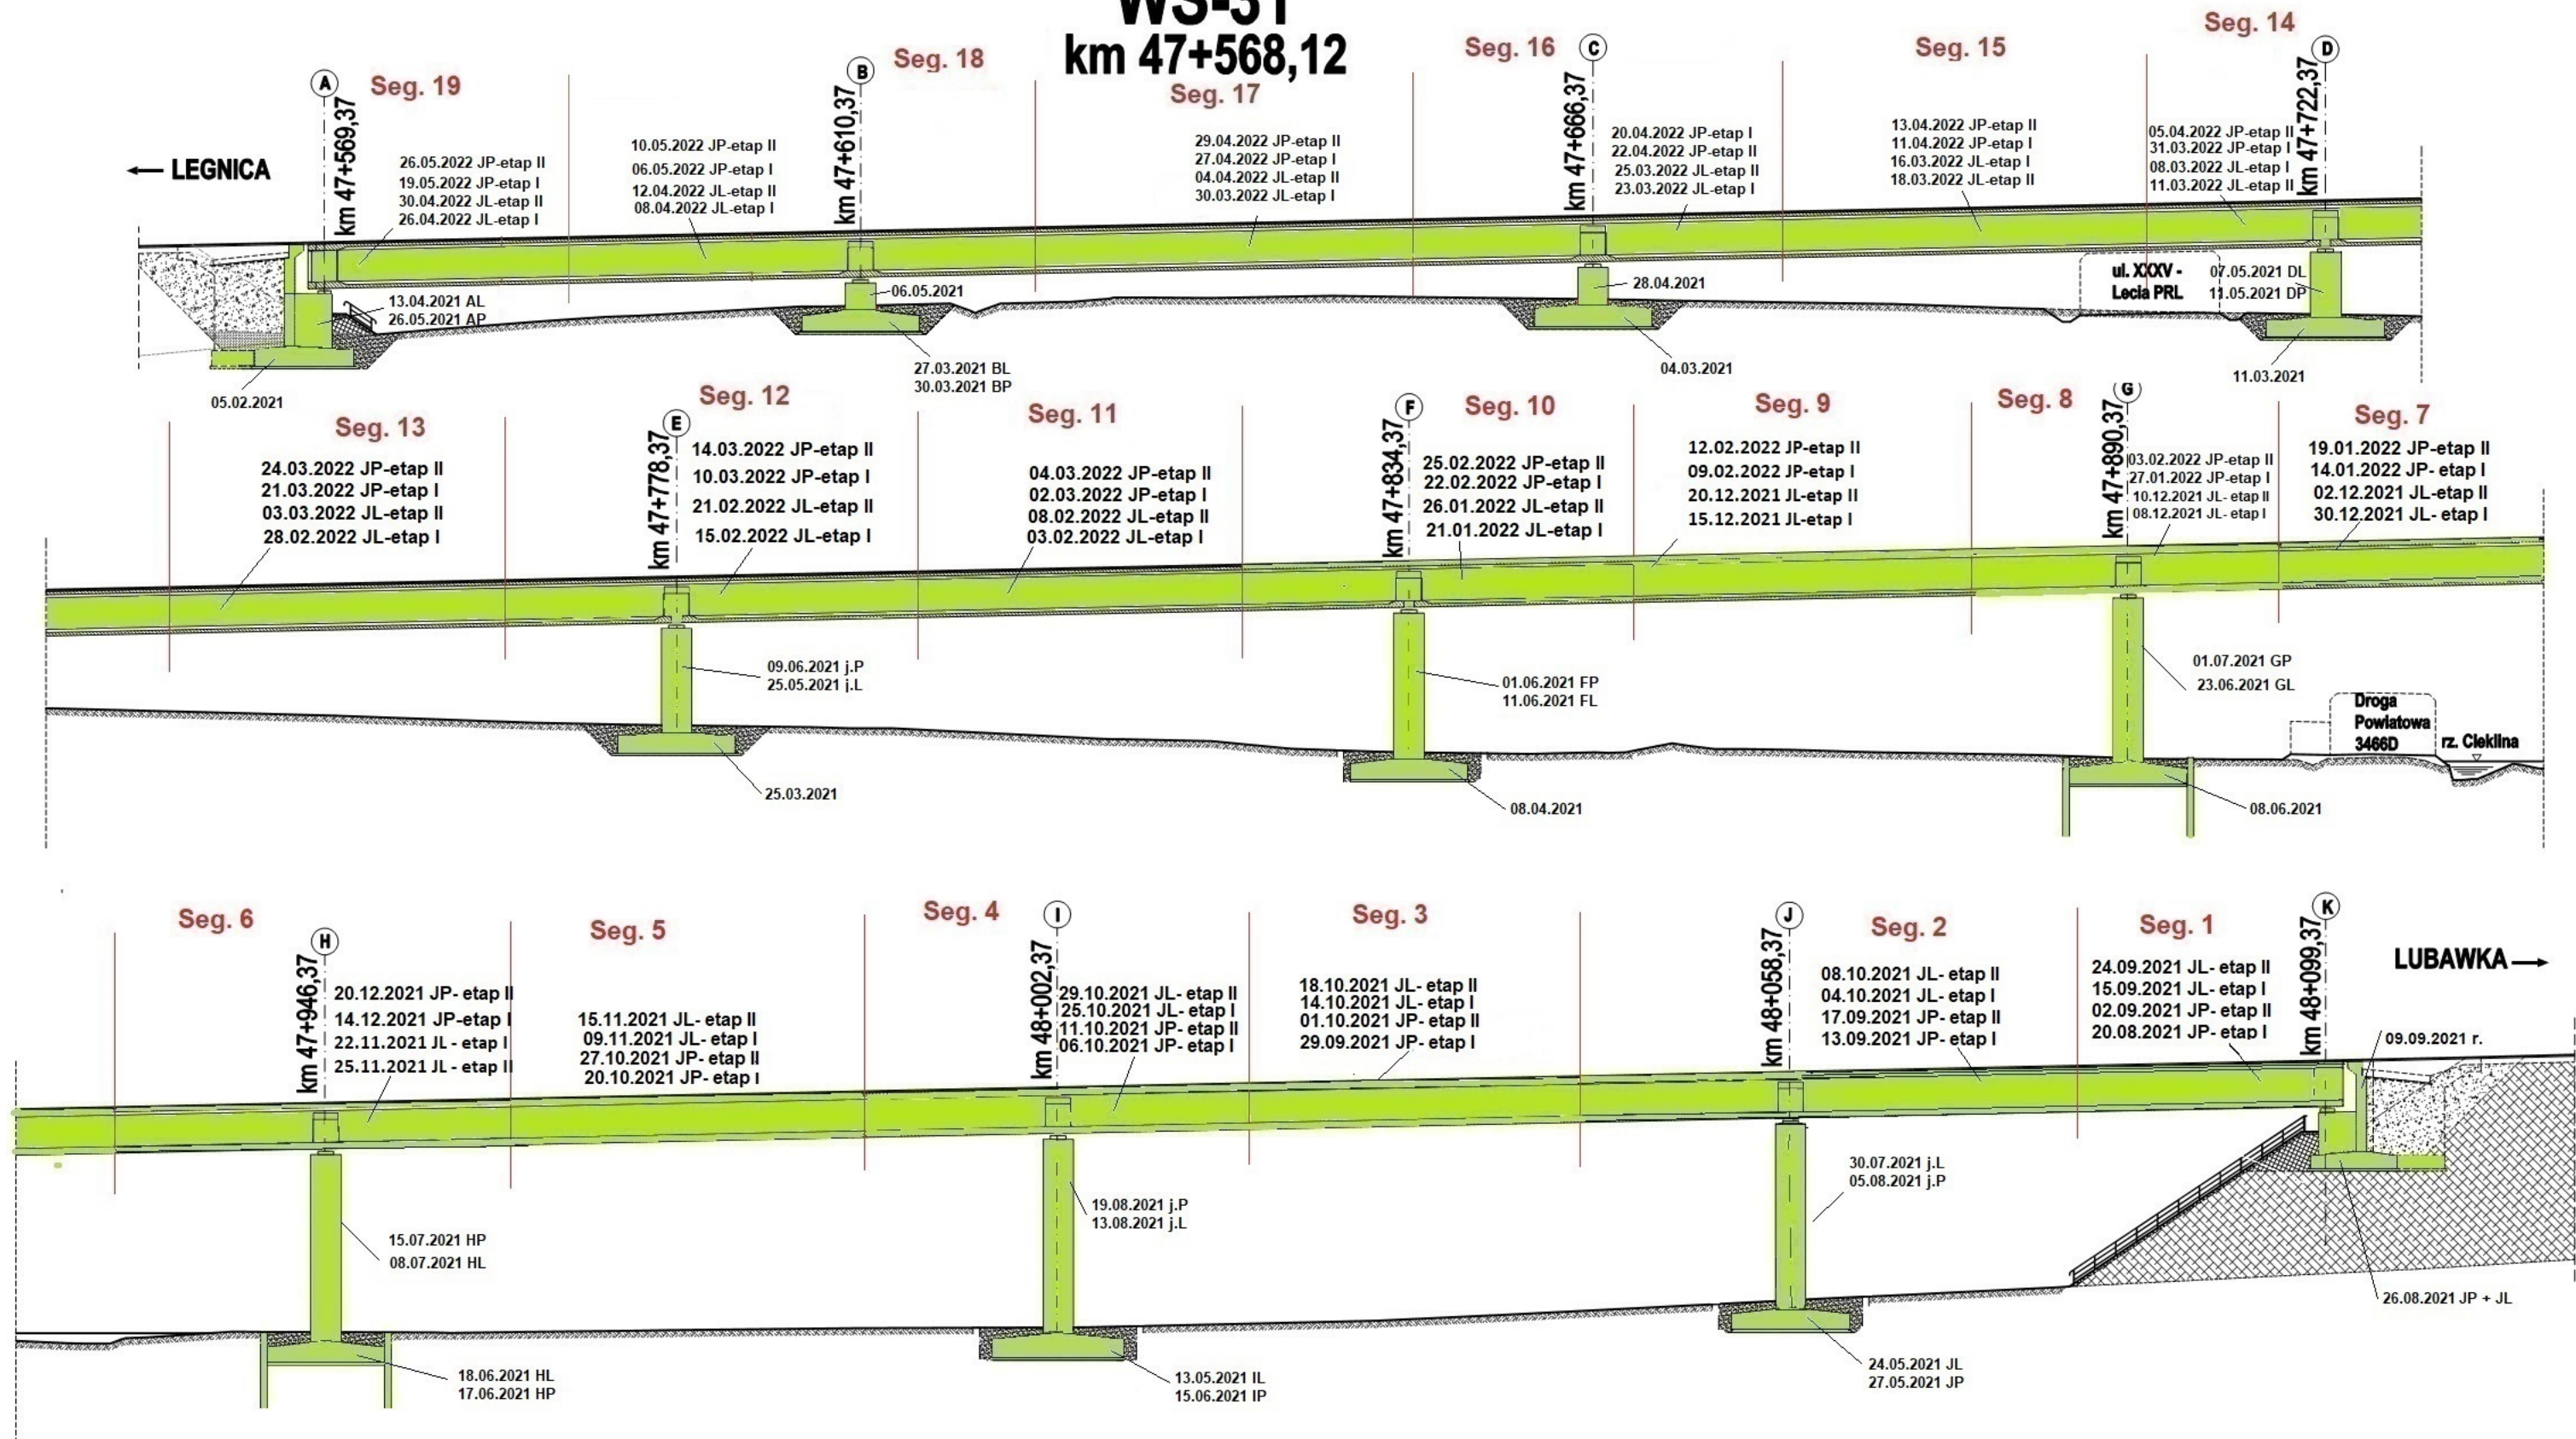 WS-31
km 47+568,12
Seg. 19
Seg. 18
Seg. 17
Seg. 16
Seg. 15
Seg. 14
A
km 47+569,37
B
km 47+610,37
C
km 47+666,37
D
km 47+722,37
← LEGNICA
26.05.2022 JP-etap II
19.05.2022 JP-etap I
30.04.2022 JL-etap II
26.04.2022 JL-etap I
10.05.2022 JP-etap II
06.05.2022 JP-etap I
12.04.2022 JL-etap II
08.04.2022 JL-etap I
29.04.2022 JP-etap II
27.04.2022 JP-etap I
04.04.2022 JL-etap II
30.03.2022 JL-etap I
20.04.2022 JP-etap I
22.04.2022 JP-etap II
25.03.2022 JL-etap II
23.03.2022 JL-etap I
13.04.2022 JP-etap II
11.04.2022 JP-etap I
16.03.2022 JL-etap I
18.03.2022 JL-etap II
05.04.2022 JP-etap II
31.03.2022 JP-etap I
08.03.2022 JL-etap I
11.03.2022 JL-etap II
13.04.2021 AL
26.05.2021 AP
05.02.2021
06.05.2021
27.03.2021 BL
30.03.2021 BP
28.04.2021
04.03.2021
ul. XXXV -
Lecia PRL
07.05.2021 DL
11.05.2021 DP
11.03.2021
Seg. 13
Seg. 12
Seg. 11
Seg. 10
Seg. 9
Seg. 8
Seg. 7
E
km 47+778,37
F
km 47+834,37
G
km 47+890,37
24.03.2022 JP-etap II
21.03.2022 JP-etap I
03.03.2022 JL-etap II
28.02.2022 JL-etap I
14.03.2022 JP-etap II
10.03.2022 JP-etap I
21.02.2022 JL-etap II
15.02.2022 JL-etap I
04.03.2022 JP-etap II
02.03.2022 JP-etap I
08.02.2022 JL-etap II
03.02.2022 JL-etap I
25.02.2022 JP-etap II
22.02.2022 JP-etap I
26.01.2022 JL-etap II
21.01.2022 JL-etap I
12.02.2022 JP-etap II
09.02.2022 JP-etap I
20.12.2021 JL-etap II
15.12.2021 JL-etap I
03.02.2022 JP-etap II
27.01.2022 JP-etap I
10.12.2021 JL- etap II
08.12.2021 JL- etap I
19.01.2022 JP-etap II
14.01.2022 JP- etap I
02.12.2021 JL-etap II
30.12.2021 JL- etap I
09.06.2021 j.P
25.05.2021 j.L
25.03.2021
01.06.2021 FP
11.06.2021 FL
08.04.2021
01.07.2021 GP
23.06.2021 GL
08.06.2021
Droga
Powiatowa
3466D
rz. Cieklina
Seg. 6
Seg. 5
Seg. 4
Seg. 3
Seg. 2
Seg. 1
H
km 47+946,37
I
km 48+002,37
J
km 48+058,37
K
km 48+099,37
LUBAWKA →
20.12.2021 JP- etap II
14.12.2021 JP-etap I
22.11.2021 JL - etap I
25.11.2021 JL - etap II
15.11.2021 JL- etap II
09.11.2021 JL- etap I
27.10.2021 JP- etap II
20.10.2021 JP- etap I
29.10.2021 JL- etap II
25.10.2021 JL- etap I
11.10.2021 JP- etap II
06.10.2021 JP- etap I
18.10.2021 JL- etap II
14.10.2021 JL- etap I
01.10.2021 JP- etap II
29.09.2021 JP- etap I
08.10.2021 JL- etap II
04.10.2021 JL- etap I
17.09.2021 JP- etap II
13.09.2021 JP- etap I
24.09.2021 JL- etap II
15.09.2021 JL- etap I
02.09.2021 JP- etap II
20.08.2021 JP- etap I
09.09.2021 r.
15.07.2021 HP
08.07.2021 HL
18.06.2021 HL
17.06.2021 HP
19.08.2021 j.P
13.08.2021 j.L
13.05.2021 IL
15.06.2021 IP
30.07.2021 j.L
05.08.2021 j.P
24.05.2021 JL
27.05.2021 JP
26.08.2021 JP + JL